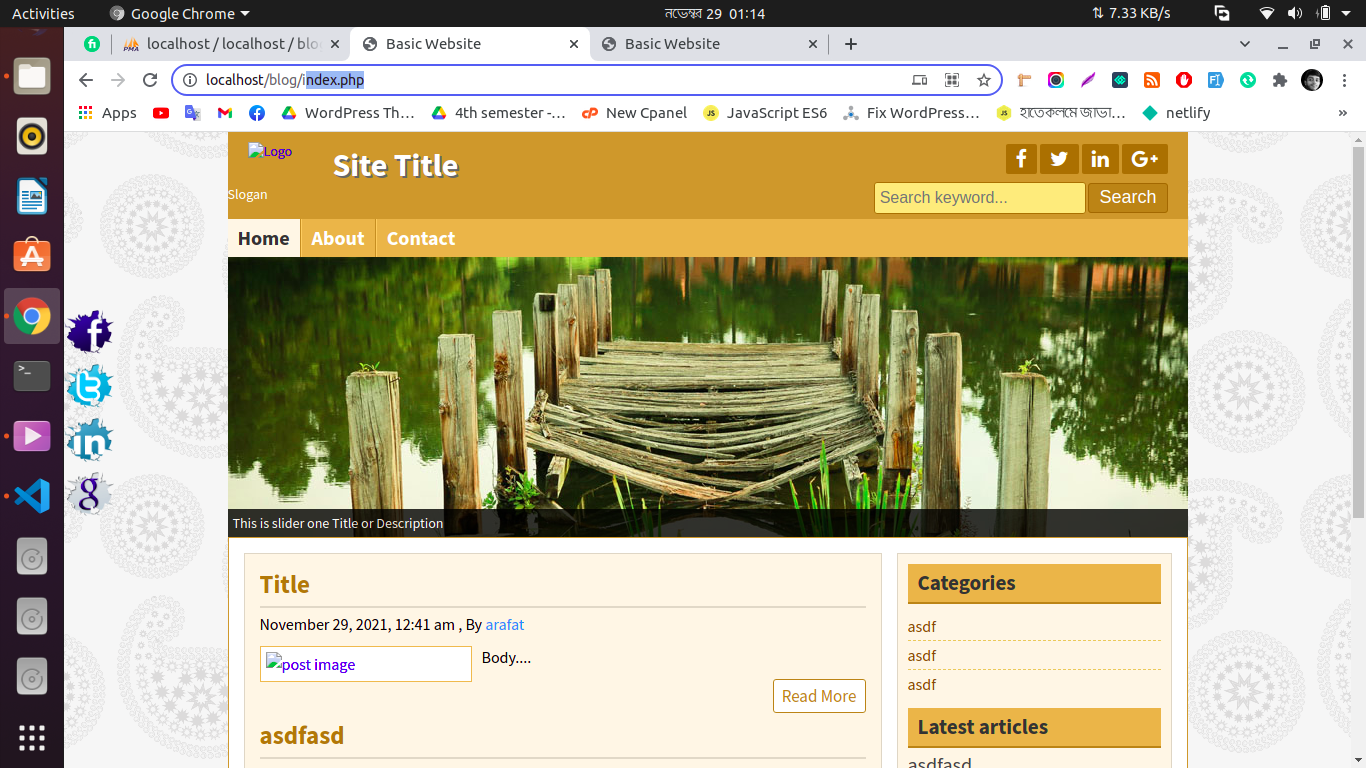 Activities Google Chrome নভেম্বর 29 01:14 7.33 KB/s
localhost / localhost / blo Basic Website Basic Website
localhost/blog/index.php
Apps WordPress Th… 4th semester -… New Cpanel JavaScript ES6 Fix WordPress… হাতেকলমে জাভা… netlify »
Logo Site Title
Slogan
Search keyword... Search
Home About Contact
This is slider one Title or Description
Title
November 29, 2021, 12:41 am , By arafat
post image Body....
Read More
asdfasd
Categories
asdf
asdf
asdf
Latest articles
asdfasd